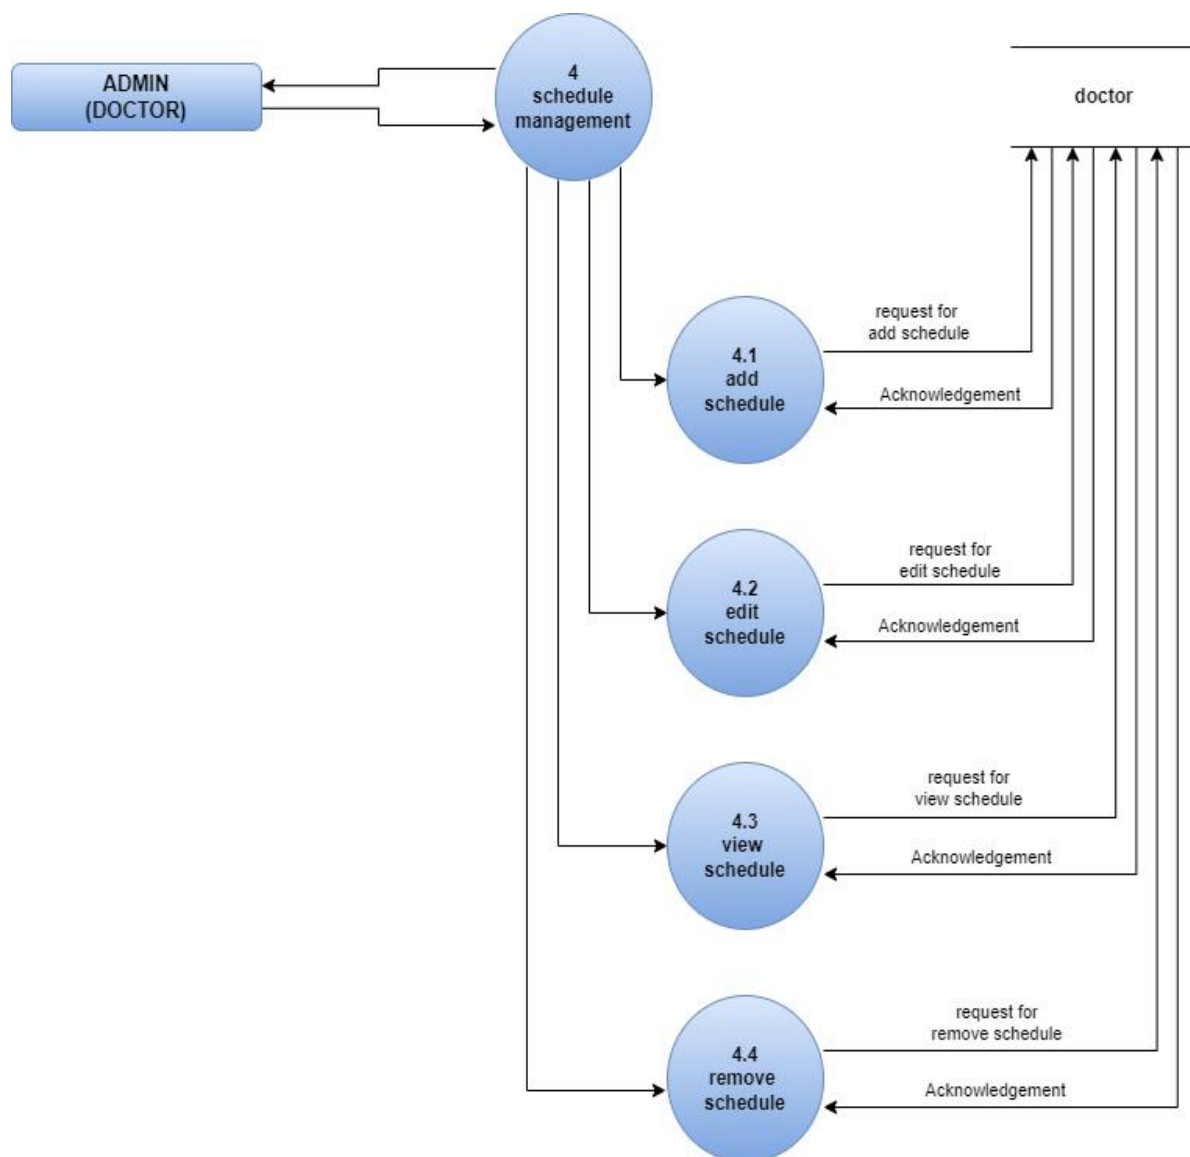 ADMIN
(DOCTOR)
4
schedule
management
doctor
4.1
add
schedule
request for
add schedule
Acknowledgement
4.2
edit
schedule
request for
edit schedule
Acknowledgement
4.3
view
schedule
request for
view schedule
Acknowledgement
4.4
remove
schedule
request for
remove schedule
Acknowledgement